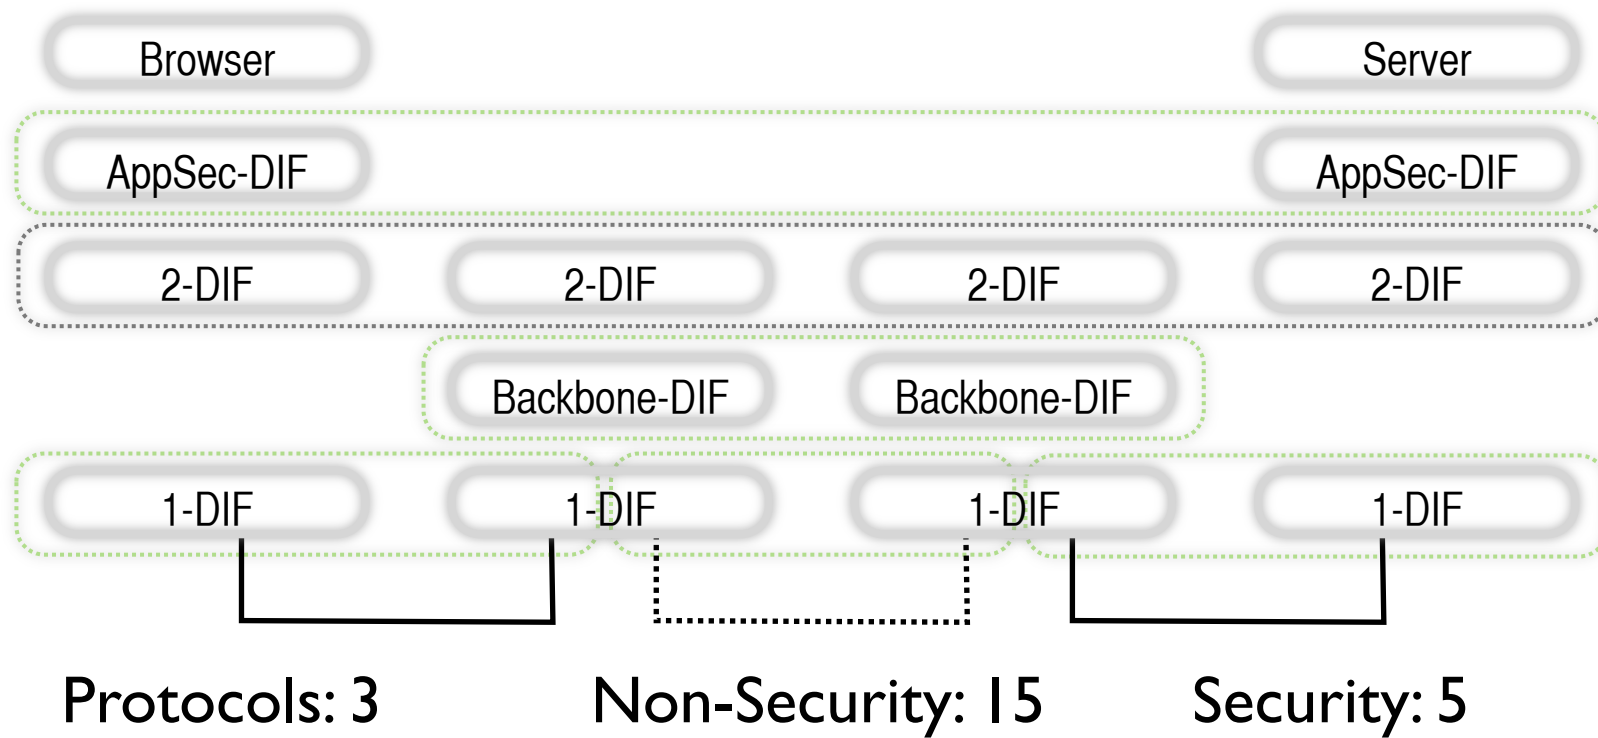 Browser Server
AppSec-DIF AppSec-DIF
2-DIF 2-DIF 2-DIF 2-DIF
Backbone-DIF Backbone-DIF
1-DIF 1-DIF 1-DIF 1-DIF
Protocols: 3 Non-Security: 15 Security: 5